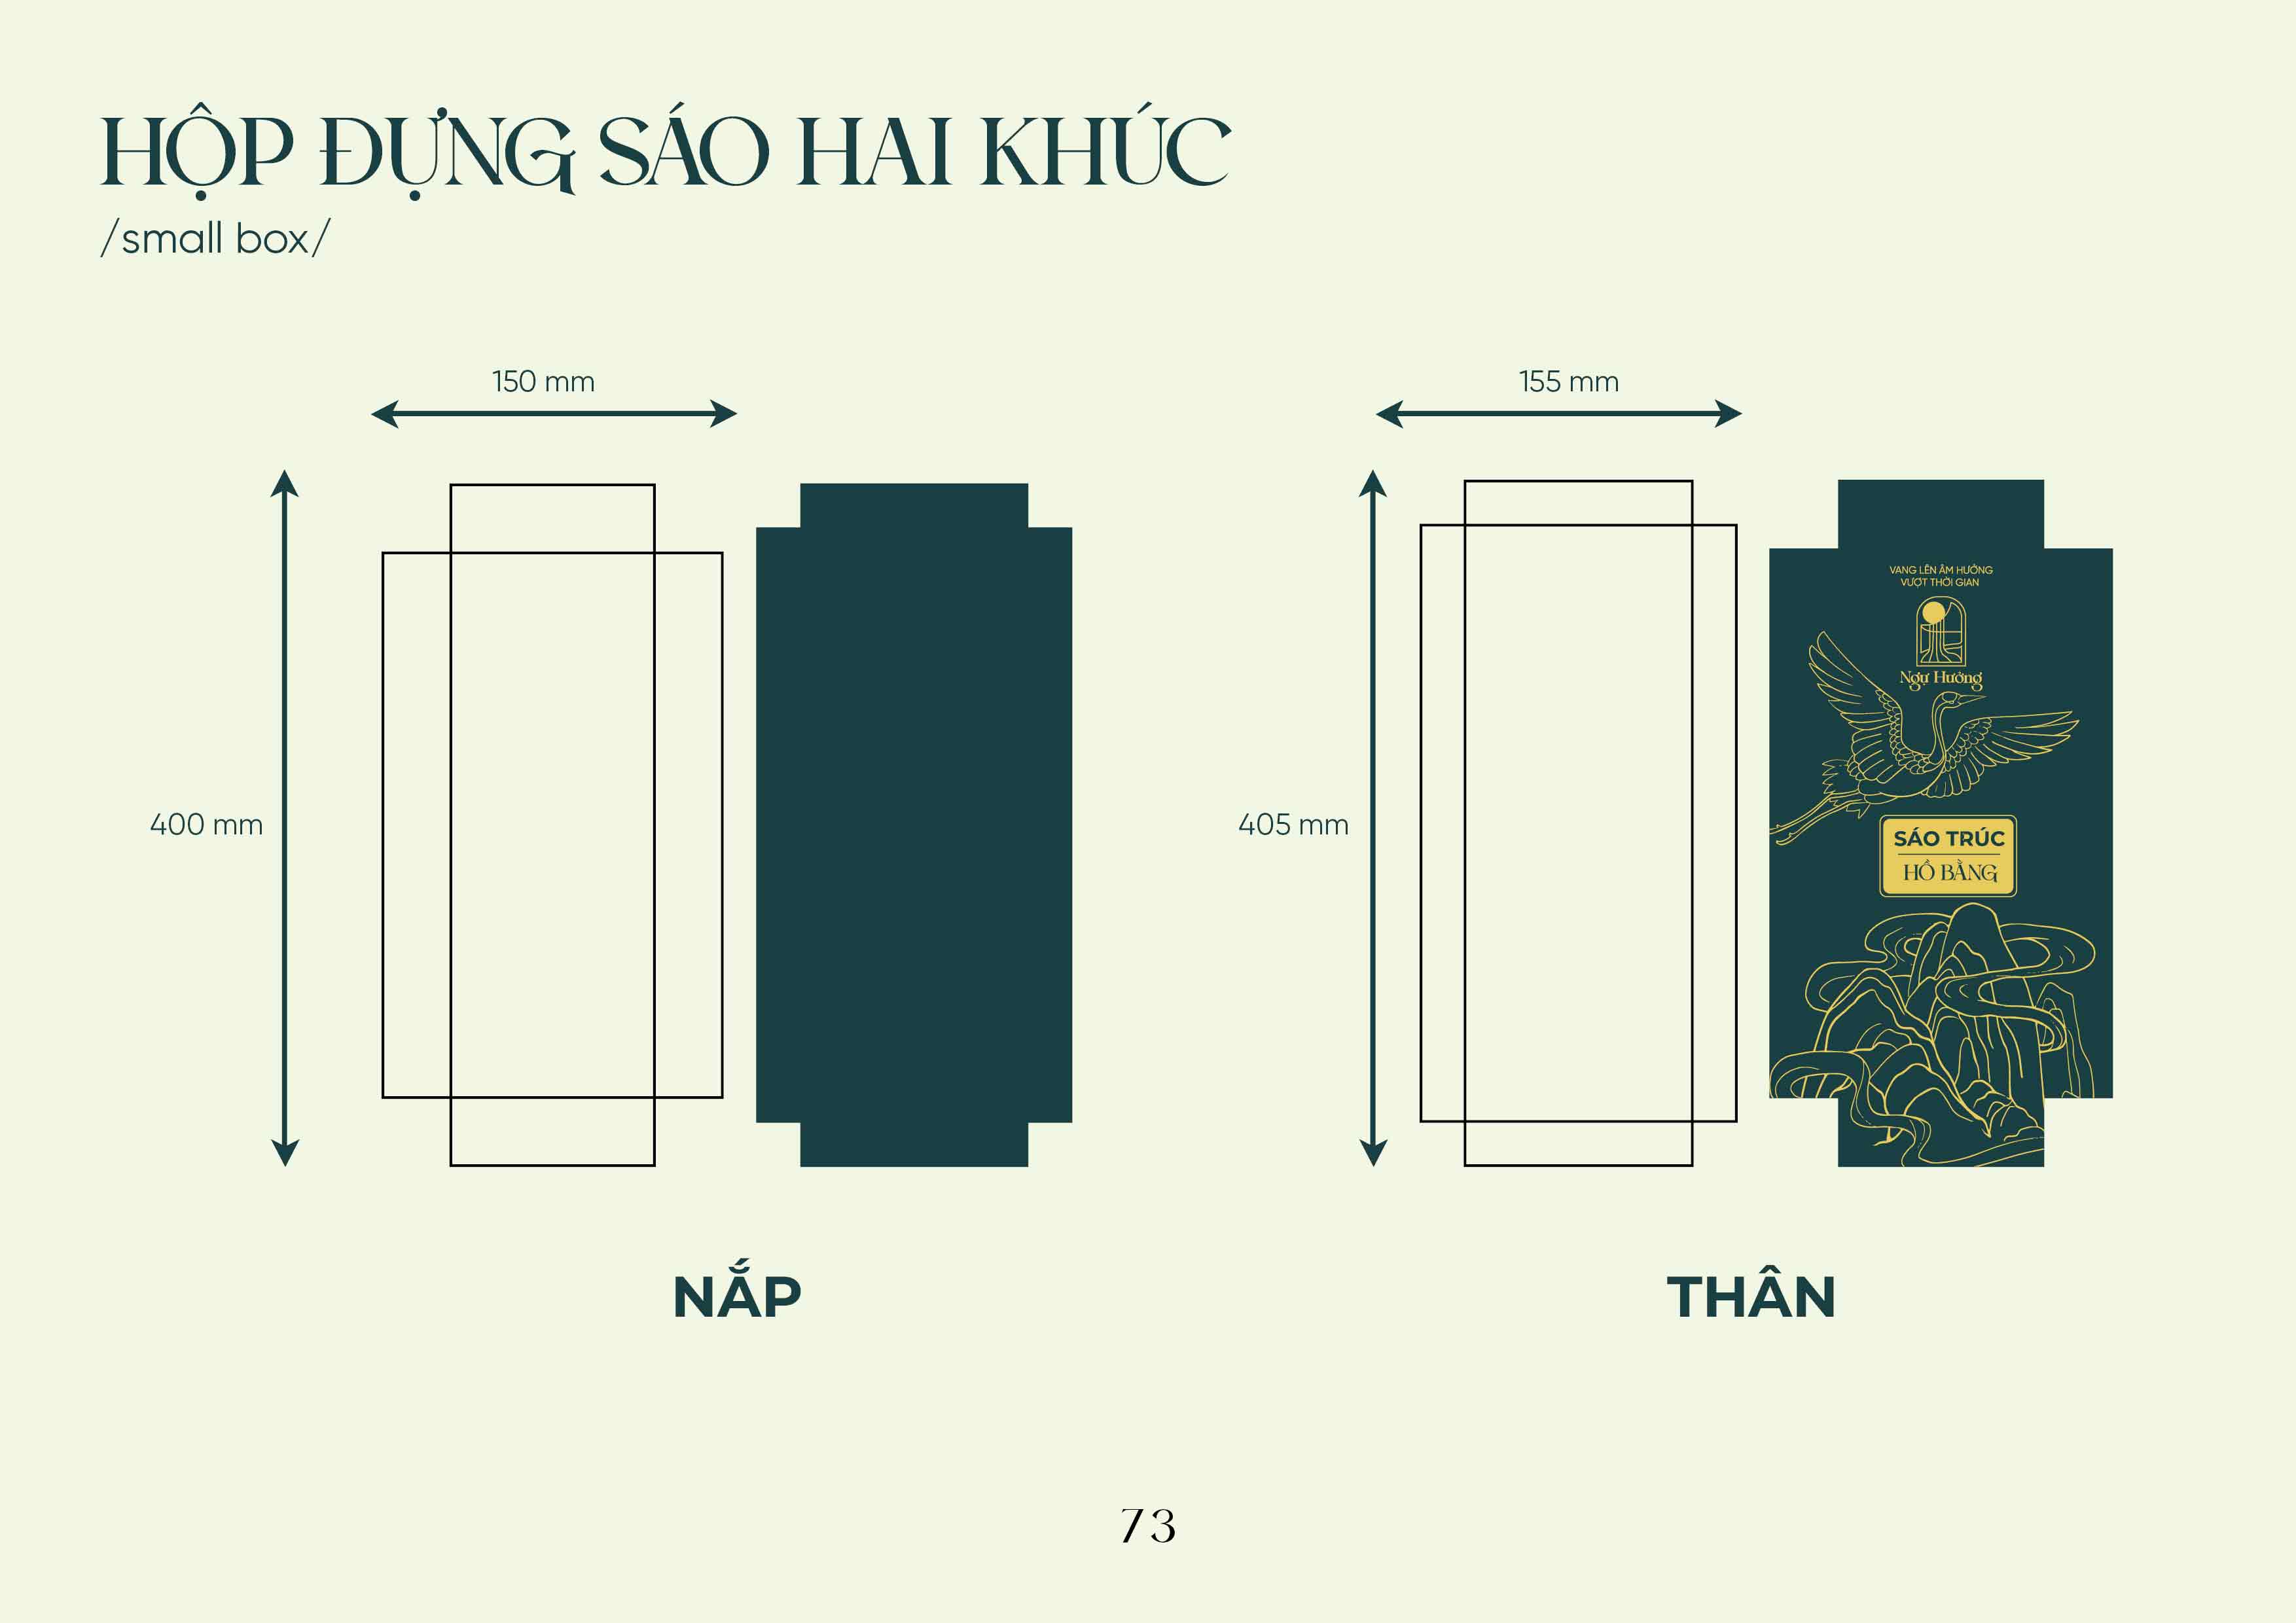 HỘP ĐỰNG SÁO HAI KHÚC
/small box/
150 mm
400 mm
NẮP
155 mm
405 mm
VANG LÊN ÂM HƯỞNG
VƯỢT THỜI GIAN
Ngự Hưởng
SÁO TRÚC
HỒ BẰNG
THÂN
73